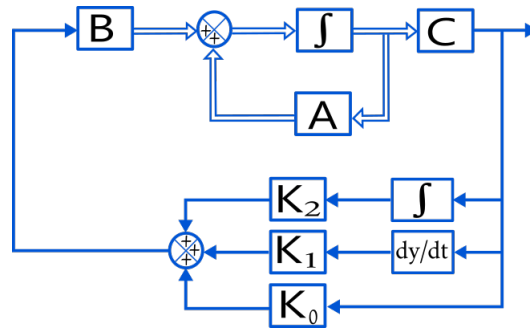 B ++ ∫ C
A
K₂ ∫
+++ K₁ dy/dt
K₀